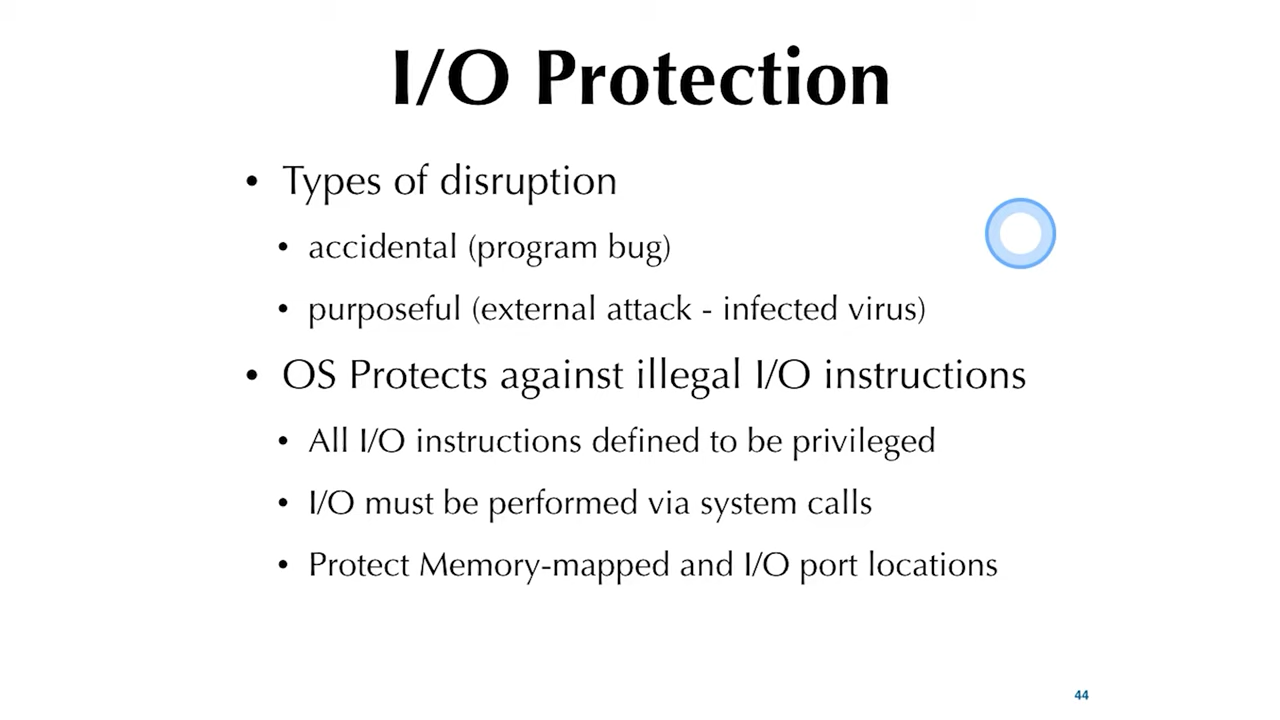 I/O Protection
• Types of disruption
• accidental (program bug)
• purposeful (external attack - infected virus)
• OS Protects against illegal I/O instructions
• All I/O instructions defined to be privileged
• I/O must be performed via system calls
• Protect Memory-mapped and I/O port locations
44